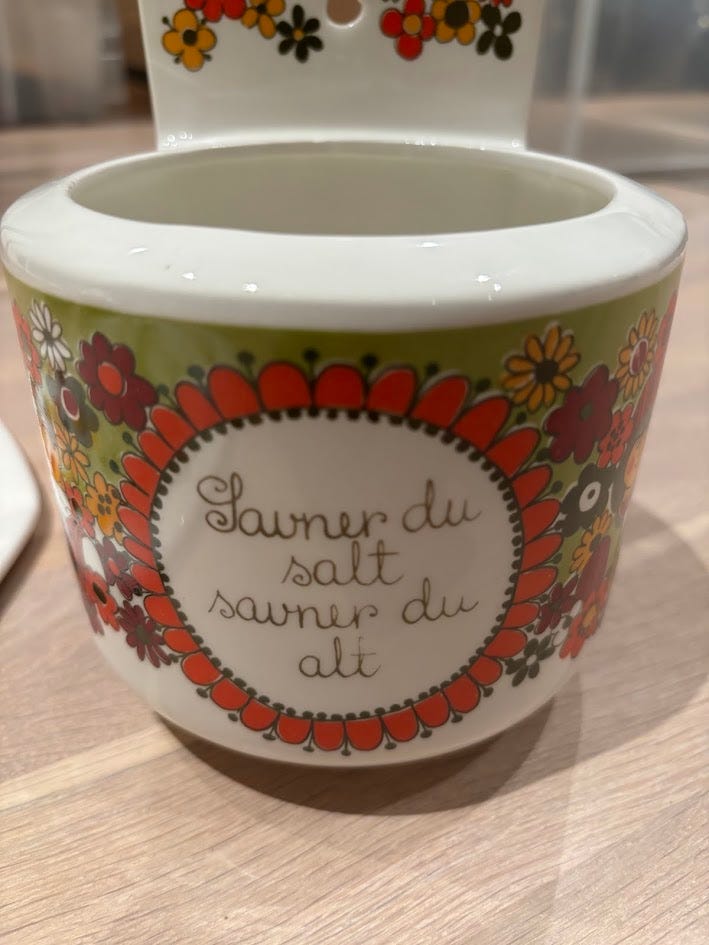 Savner du
salt
savner du
alt